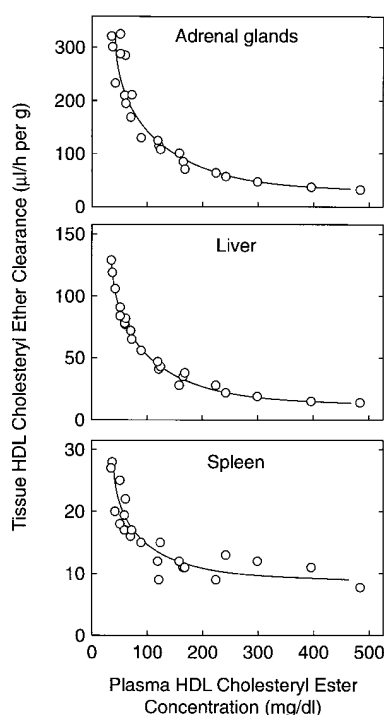 Tissue HDL Cholesteryl Ether Clearance (µl/h per g)
Adrenal glands
300
200
100
0
Liver
150
100
50
0
Spleen
30
20
10
0
0 100 200 300 400 500
Plasma HDL Cholesteryl Ester
Concentration (mg/dl)